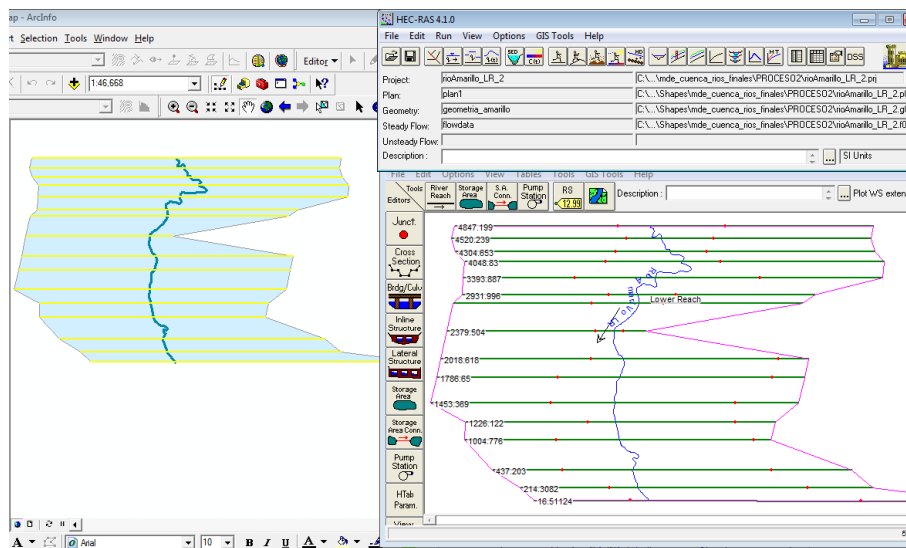 ap - ArcInfo
rt Selection Tools Window Help
Editor
1:46,668
Arial
10
B I U A
HEC-RAS 4.1.0
File Edit Run View Options GIS Tools Help
DSS
Project: rioAmarillo_LR_2 C:\...\mde_cuenca_rios_finales\PROCESO2\rioAmarillo_LR_2.prj
Plan: plan1 C:\...\Shapes\mde_cuenca_rios_finales\PROCESO2\rioAmarillo_LR_2.p
Geometry: geometria_amarillo C:\...\Shapes\mde_cuenca_rios_finales\PROCESO2\rioAmarillo_LR_2.g
Steady Flow: flowdata C:\...\Shapes\mde_cuenca_rios_finales\PROCESO2\rioAmarillo_LR_2.f0
Unsteady Flow:
Description : ... SI Units
File Edit Options View Tables Tools GIS Tools Help
Tools
Editors
River
Reach
Storage
Area
S.A.
Conn.
Pump
Station
RS
12.99
Description : ... Plot WS exten
Junct.
Cross
Section
Brdg/Culv
Inline
Structure
Lateral
Structure
Storage
Area
Storage
Area Conn.
Pump
Station
HTab
Param.
View
4847.199
4520.239
4304.653
4048.83
3393.887
2931.996
Lower Reach
2379.504
2018.618
1786.65
1453.369
1226.122
1004.776
437.203
214.3082
16.51124